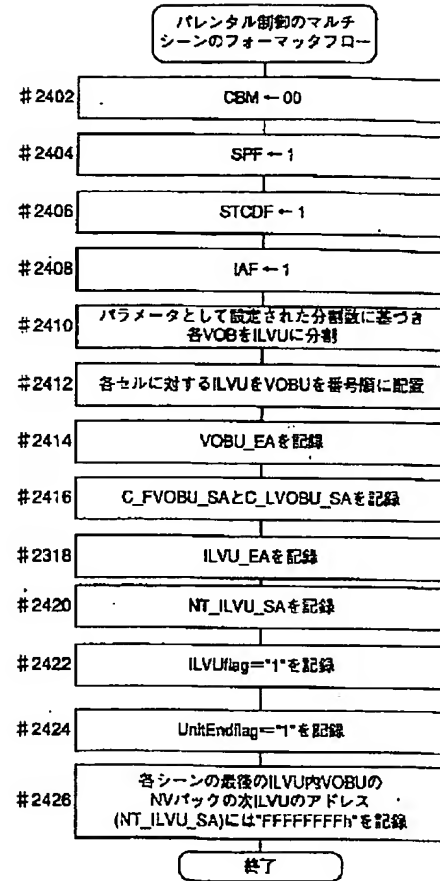 パレンタル制御のマルチ
シーンのフォーマッタフロー
#2402
CBM ← 00
#2404
SPF ← 1
#2406
STCDF ← 1
#2408
IAF ← 1
#2410
パラメータとして設定された分割数に基づき
各VOBをILVUに分割
#2412
各セルに対するILVUをVOBUを番号順に配置
#2414
VOBU_EAを記録
#2416
C_FVOBU_SAとC_LVOBU_SAを記録
#2318
ILVU_EAを記録
#2420
NT_ILVU_SAを記録
#2422
ILVUflag="1"を記録
#2424
UnitEndflag="1"を記録
#2426
各シーンの最後のILVU内VOBUの
NVパックの次ILVUのアドレス
(NT_ILVU_SA)には"FFFFFFFFh"を記録
終了